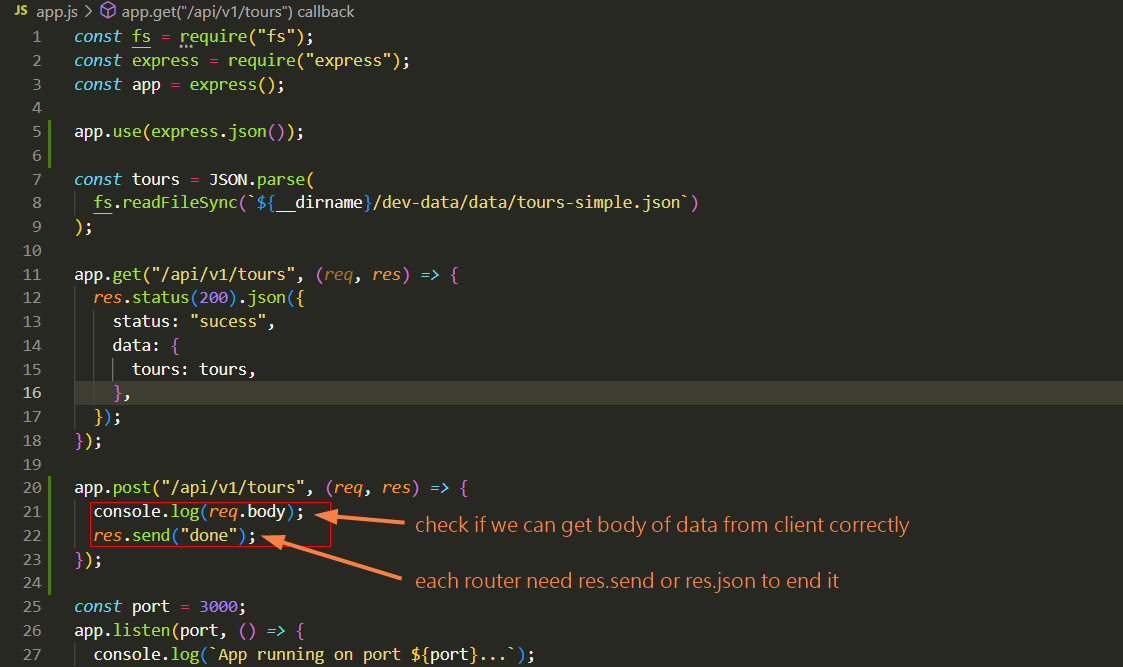 JS app.js > app.get("/api/v1/tours") callback
1 const fs = require("fs");
2 const express = require("express");
3 const app = express();
4
5 app.use(express.json());
6
7 const tours = JSON.parse(
8 fs.readFileSync(`${__dirname}/dev-data/data/tours-simple.json`)
9 );
10
11 app.get("/api/v1/tours", (req, res) => {
12 res.status(200).json({
13 status: "sucess",
14 data: {
15 tours: tours,
16 },
17 });
18 });
19
20 app.post("/api/v1/tours", (req, res) => {
21 console.log(req.body);
check if we can get body of data from client correctly
22 res.send("done");
23 });
each router need res.send or res.json to end it
24
25 const port = 3000;
26 app.listen(port, () => {
27 console.log(`App running on port ${port}...`);